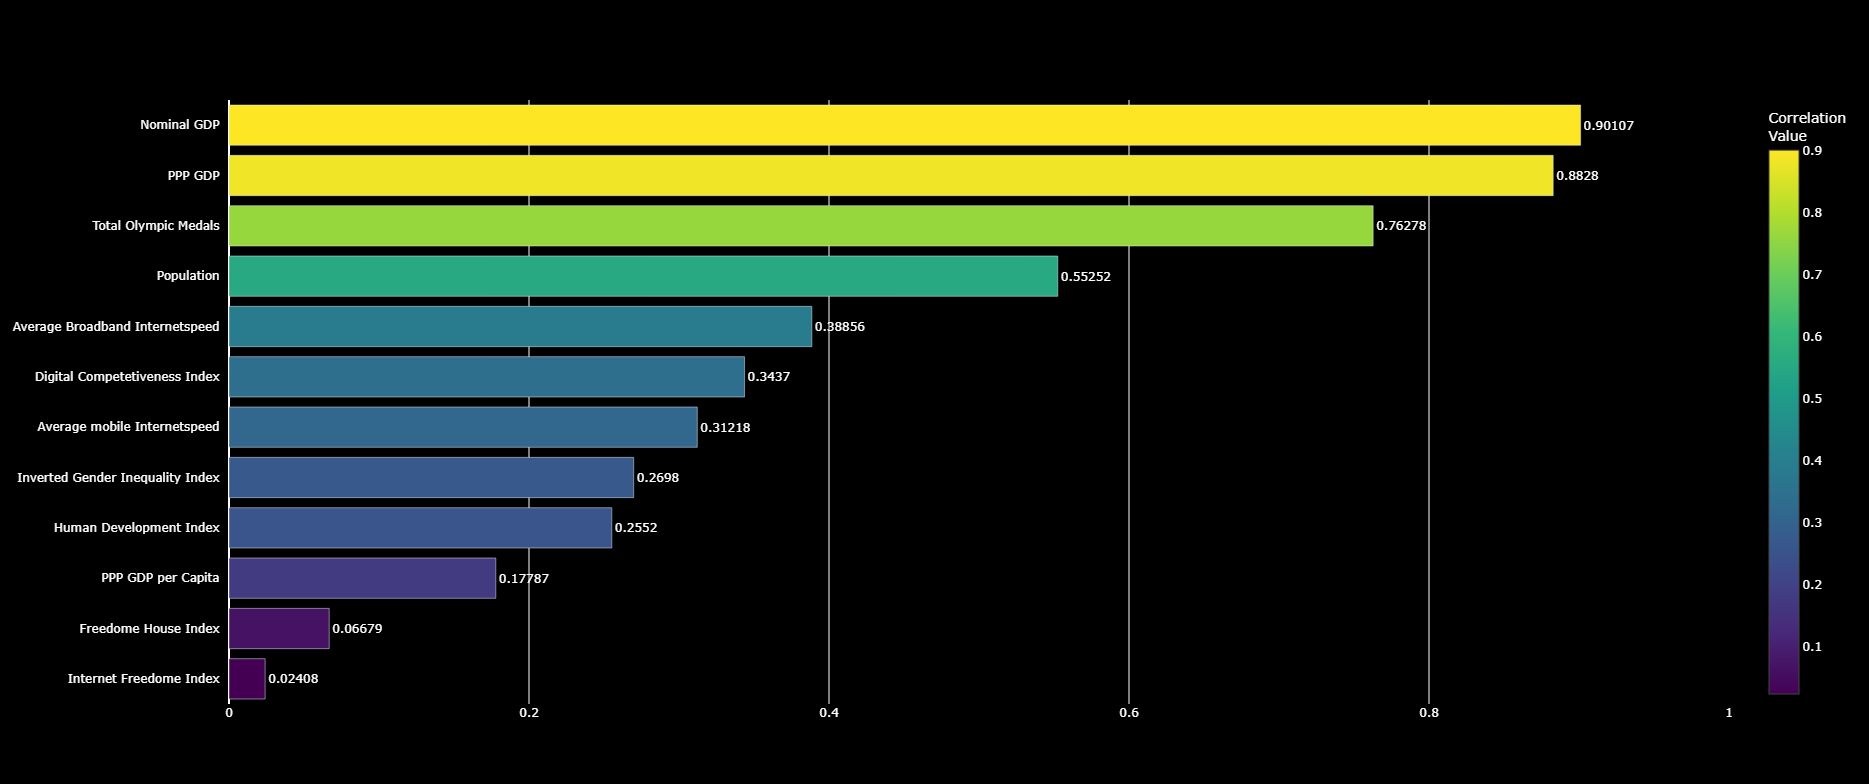 Nominal GDP
0.90107
PPP GDP
0.8828
Total Olympic Medals
0.76278
Population
0.55252
Average Broadband Internetspeed
0.38856
Digital Competetiveness Index
0.3437
Average mobile Internetspeed
0.31218
Inverted Gender Inequality Index
0.2698
Human Development Index
0.2552
PPP GDP per Capita
0.17787
Freedome House Index
0.06679
Internet Freedome Index
0.02408
0
0.2
0.4
0.6
0.8
1
Correlation
Value
0.9
0.8
0.7
0.6
0.5
0.4
0.3
0.2
0.1